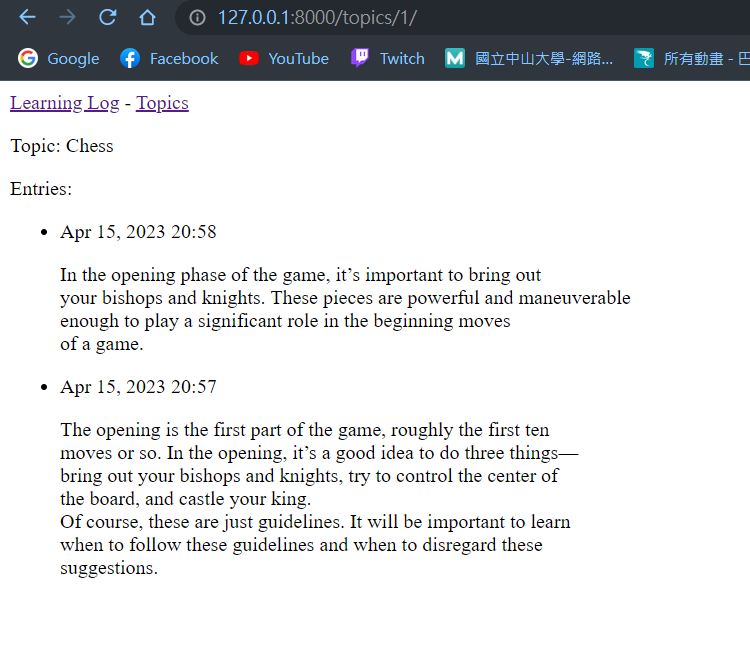 127.0.0.1:8000/topics/1/
Google Facebook YouTube Twitch 國立中山大學-網路... 所有動畫 - 巴
Learning Log - Topics
Topic: Chess
Entries:
Apr 15, 2023 20:58
In the opening phase of the game, it’s important to bring out
your bishops and knights. These pieces are powerful and maneuverable
enough to play a significant role in the beginning moves
of a game.
Apr 15, 2023 20:57
The opening is the first part of the game, roughly the first ten
moves or so. In the opening, it’s a good idea to do three things—
bring out your bishops and knights, try to control the center of
the board, and castle your king.
Of course, these are just guidelines. It will be important to learn
when to follow these guidelines and when to disregard these
suggestions.